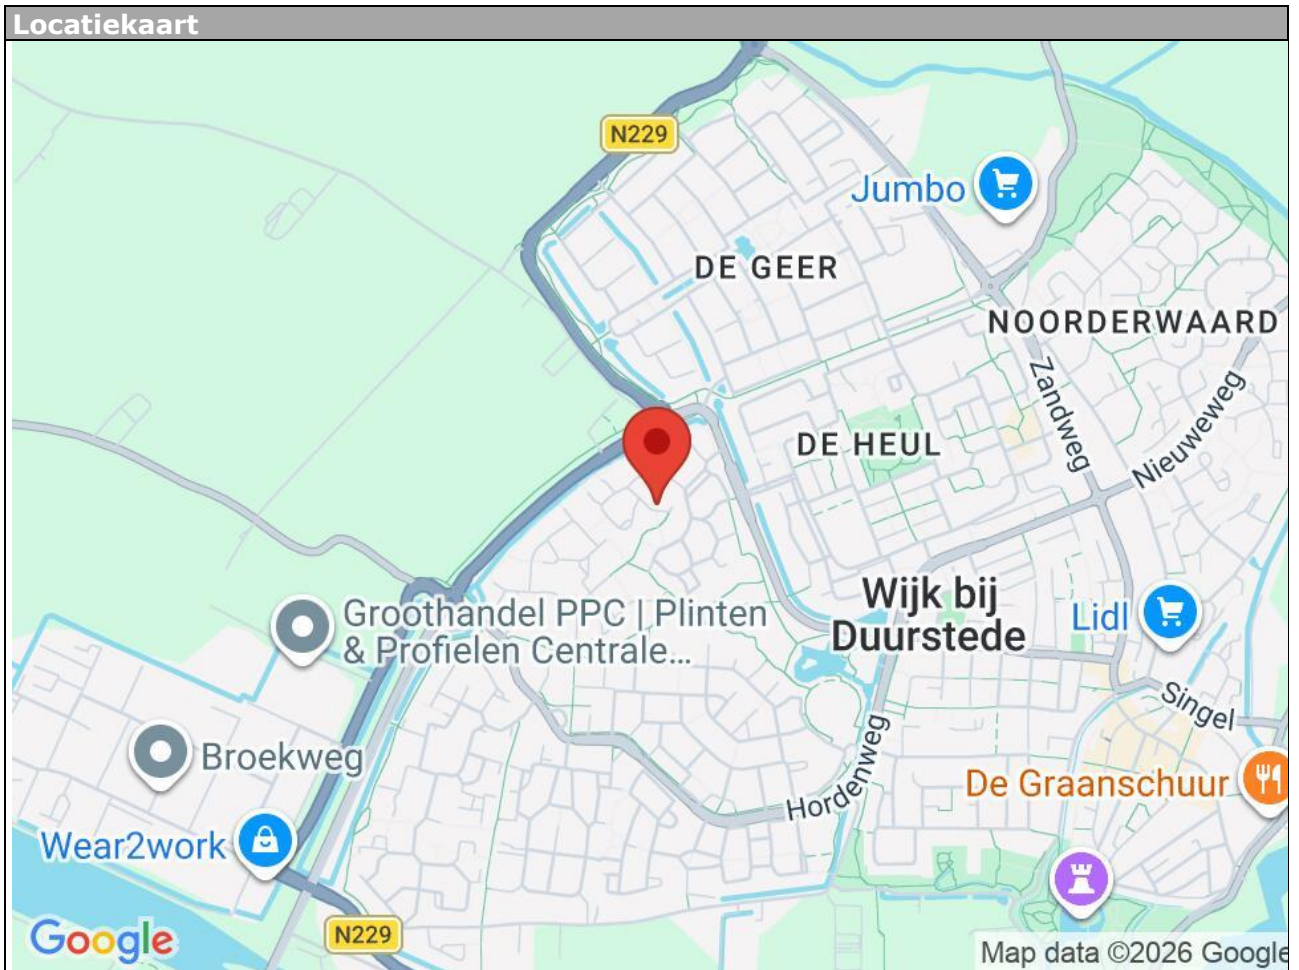 Locatiekaart
N229
Jumbo
DE GEER
NOORDERWAARD
Zandweg
Nieuweweg
DE HEUL
Wijk bij
Duurstede
Lidl
Groothandel PPC | Plinten
& Profielen Centrale...
Singel
Broekweg
Hordenweg
De Graanschuur
Wear2work
N229
Google
Map data ©2026 Google